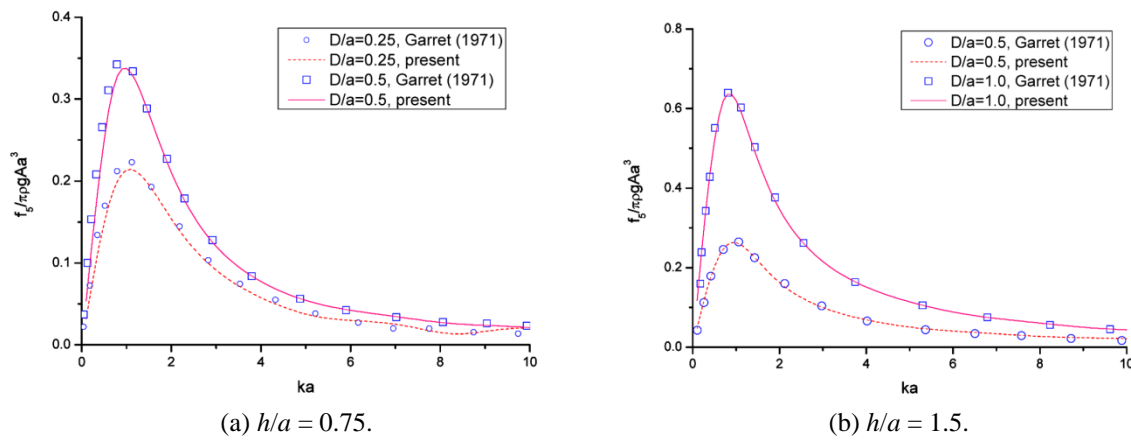 0.4
0.3
0.2
0.1
0.0
f5/πρgAa³
D/a=0.25, Garret (1971)
D/a=0.25, present
D/a=0.5, Garret (1971)
D/a=0.5, present
0 2 4 6 8 10
ka
(a) h/a = 0.75.
0.8
0.6
0.4
0.2
0.0
f5/πρgAa³
D/a=0.5, Garret (1971)
D/a=0.5, present
D/a=1.0, Garret (1971)
D/a=1.0, present
0 2 4 6 8 10
ka
(b) h/a = 1.5.